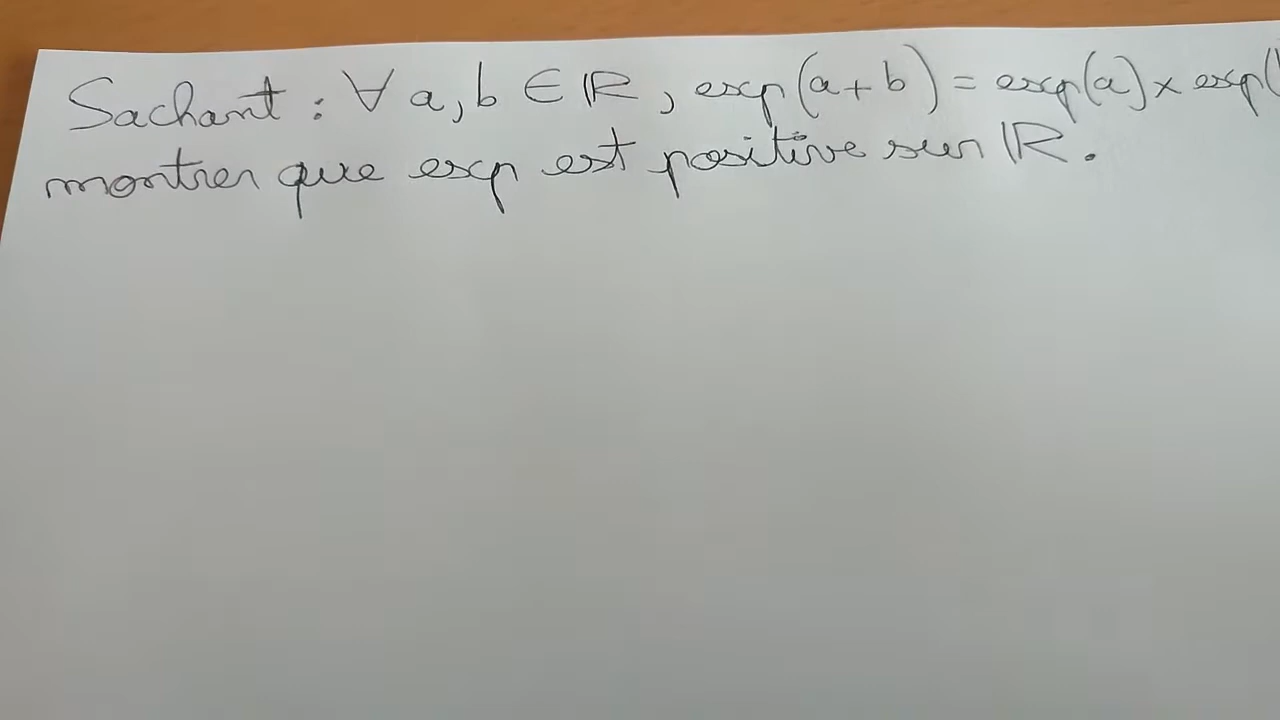 Sachant : ∀ a, b ∈ ℝ, exp(a+b) = exp(a) × exp(
montrer que exp est positive sur ℝ.